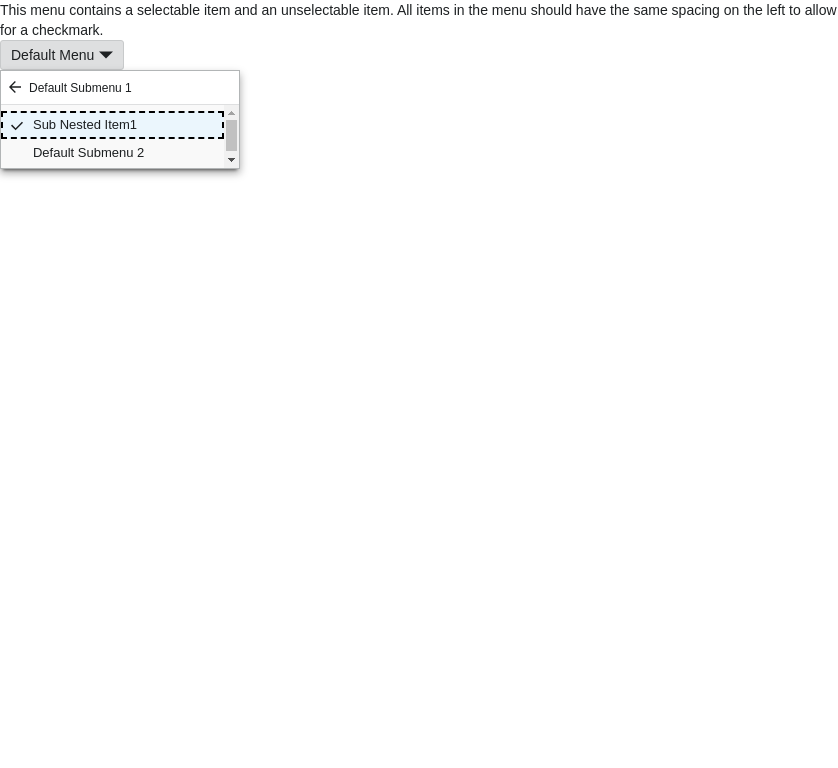 This menu contains a selectable item and an unselectable item. All items in the menu should have the same spacing on the left to allow
for a checkmark.
Default Menu
Default Submenu 1
Sub Nested Item1
Default Submenu 2